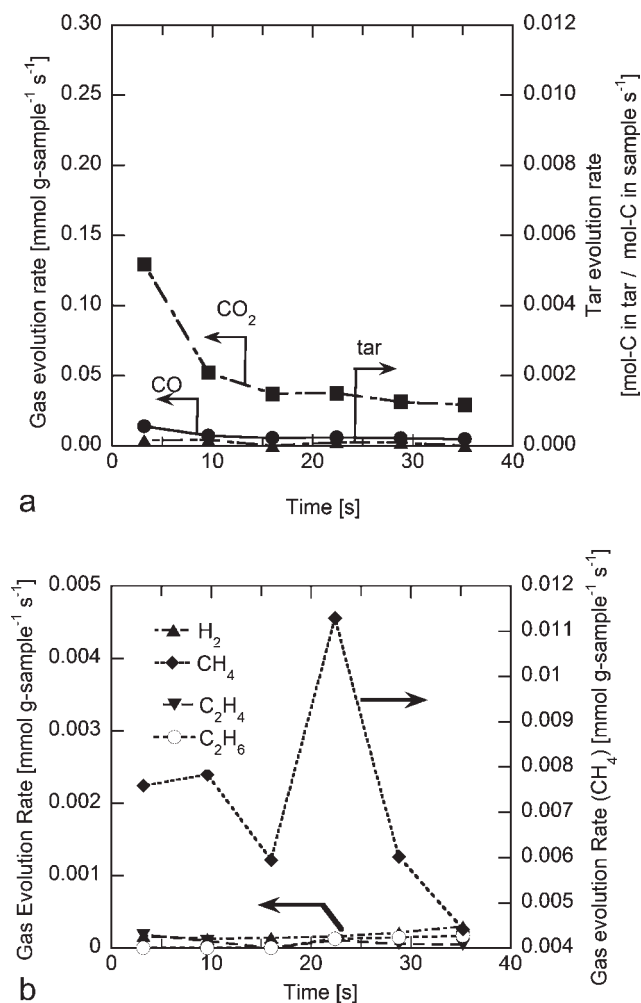 0.30
0.25
0.20
0.15
0.10
0.05
0.00
Gas evolution rate [mmol g-sample⁻¹ s⁻¹]
0.012
0.010
0.008
0.006
0.004
0.002
0.000
Tar evolution rate
[mol-C in tar / mol-C in sample s⁻¹]
CO₂
CO
tar
0 10 20 30 40
Time [s]
a
0.005
0.004
0.003
0.002
0.001
0
Gas Evolution Rate [mmol g-sample⁻¹ s⁻¹]
H₂
CH₄
C₂H₄
C₂H₆
0.012
0.011
0.01
0.009
0.008
0.007
0.006
0.005
0.004
Gas evolution Rate (CH₄) [mmol g-sample⁻¹ s⁻¹]
0 10 20 30 40
Time [s]
b